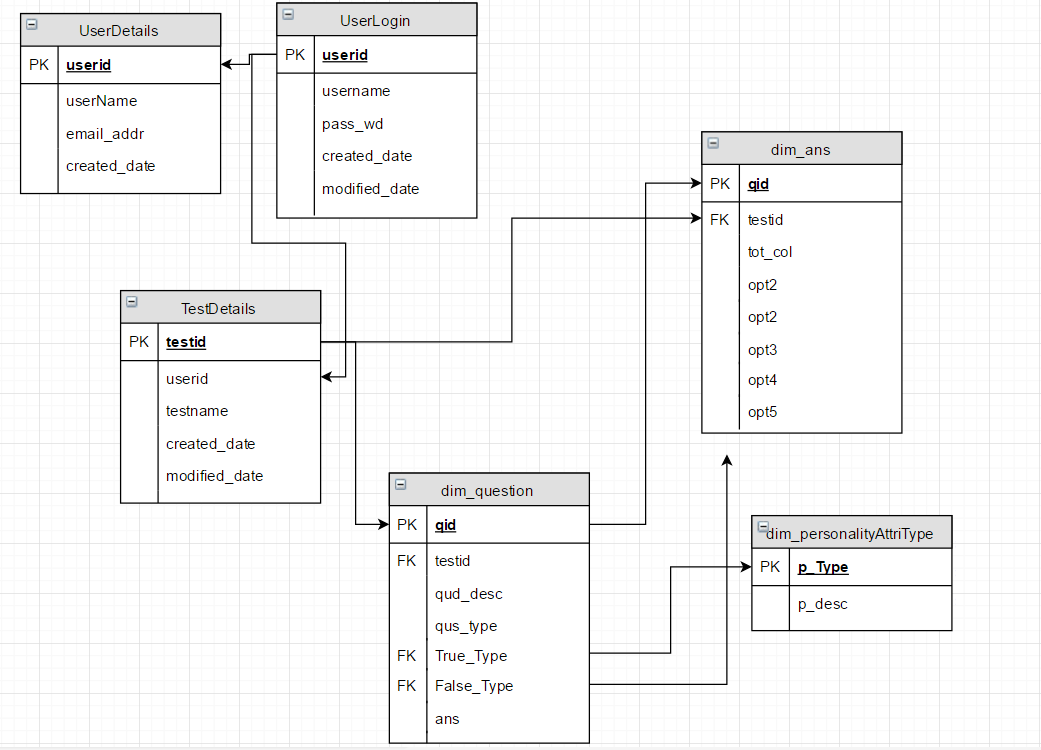 UserDetails
PK userid
userName
email_addr
created_date
UserLogin
PK userid
username
pass_wd
created_date
modified_date
dim_ans
PK qid
FK testid
tot_col
opt2
opt2
opt3
opt4
opt5
TestDetails
PK testid
userid
testname
created_date
modified_date
dim_question
PK qid
FK testid
qud_desc
qus_type
FK True_Type
FK False_Type
ans
dim_personalityAttriType
PK p_Type
p_desc